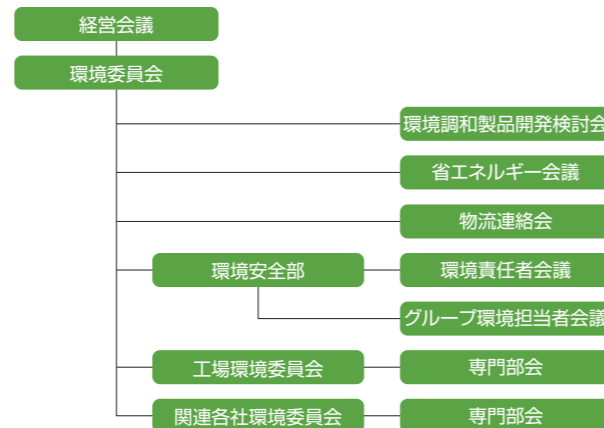 経営会議
環境委員会
環境調和製品開発検討会
省エネルギー会議
物流連絡会
環境安全部
環境責任者会議
グループ環境担当者会議
工場環境委員会
専門部会
関連各社環境委員会
専門部会